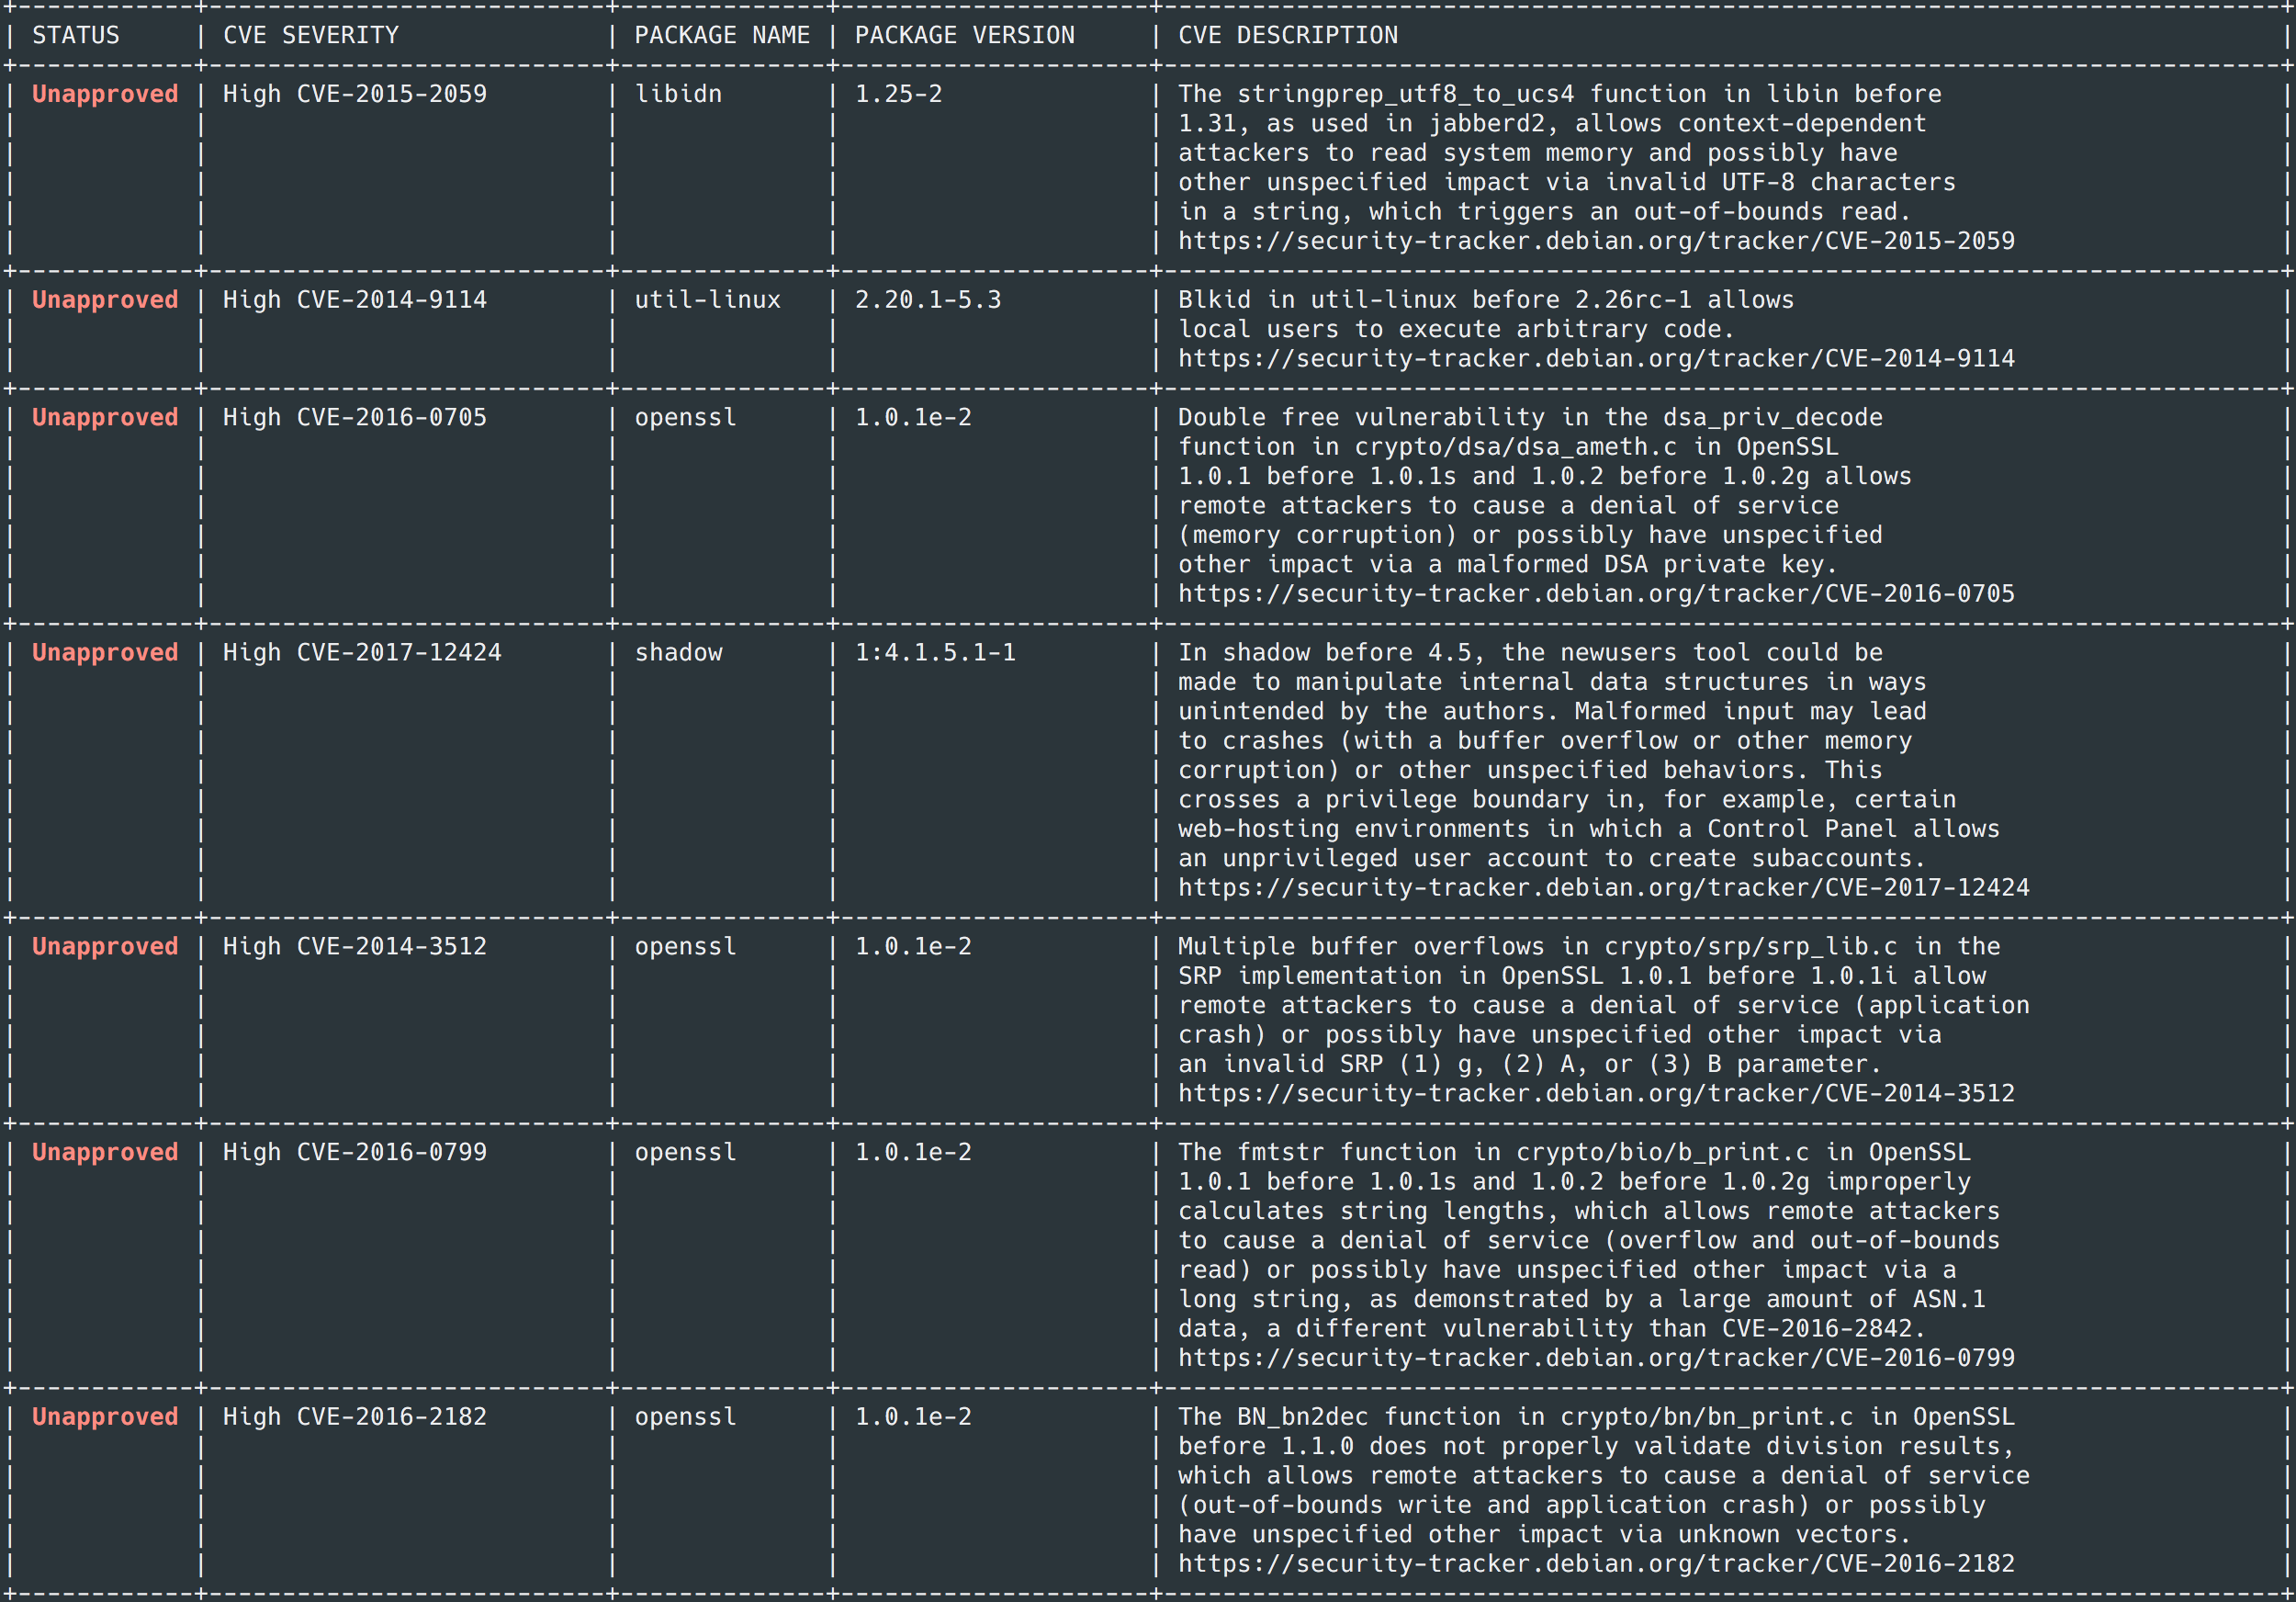 STATUS | CVE SEVERITY | PACKAGE NAME | PACKAGE VERSION | CVE DESCRIPTION
Unapproved | High CVE-2015-2059 | libidn | 1.25-2 | The stringprep_utf8_to_ucs4 function in libin before
1.31, as used in jabberd2, allows context-dependent
attackers to read system memory and possibly have
other unspecified impact via invalid UTF-8 characters
in a string, which triggers an out-of-bounds read.
https://security-tracker.debian.org/tracker/CVE-2015-2059
Unapproved | High CVE-2014-9114 | util-linux | 2.20.1-5.3 | Blkid in util-linux before 2.26rc-1 allows
local users to execute arbitrary code.
https://security-tracker.debian.org/tracker/CVE-2014-9114
Unapproved | High CVE-2016-0705 | openssl | 1.0.1e-2 | Double free vulnerability in the dsa_priv_decode
function in crypto/dsa/dsa_ameth.c in OpenSSL
1.0.1 before 1.0.1s and 1.0.2 before 1.0.2g allows
remote attackers to cause a denial of service
(memory corruption) or possibly have unspecified
other impact via a malformed DSA private key.
https://security-tracker.debian.org/tracker/CVE-2016-0705
Unapproved | High CVE-2017-12424 | shadow | 1:4.1.5.1-1 | In shadow before 4.5, the newusers tool could be
made to manipulate internal data structures in ways
unintended by the authors. Malformed input may lead
to crashes (with a buffer overflow or other memory
corruption) or other unspecified behaviors. This
crosses a privilege boundary in, for example, certain
web-hosting environments in which a Control Panel allows
an unprivileged user account to create subaccounts.
https://security-tracker.debian.org/tracker/CVE-2017-12424
Unapproved | High CVE-2014-3512 | openssl | 1.0.1e-2 | Multiple buffer overflows in crypto/srp/srp_lib.c in the
SRP implementation in OpenSSL 1.0.1 before 1.0.1i allow
remote attackers to cause a denial of service (application
crash) or possibly have unspecified other impact via
an invalid SRP (1) g, (2) A, or (3) B parameter.
https://security-tracker.debian.org/tracker/CVE-2014-3512
Unapproved | High CVE-2016-0799 | openssl | 1.0.1e-2 | The fmtstr function in crypto/bio/b_print.c in OpenSSL
1.0.1 before 1.0.1s and 1.0.2 before 1.0.2g improperly
calculates string lengths, which allows remote attackers
to cause a denial of service (overflow and out-of-bounds
read) or possibly have unspecified other impact via a
long string, as demonstrated by a large amount of ASN.1
data, a different vulnerability than CVE-2016-2842.
https://security-tracker.debian.org/tracker/CVE-2016-0799
Unapproved | High CVE-2016-2182 | openssl | 1.0.1e-2 | The BN_bn2dec function in crypto/bn/bn_print.c in OpenSSL
before 1.1.0 does not properly validate division results,
which allows remote attackers to cause a denial of service
(out-of-bounds write and application crash) or possibly
have unspecified other impact via unknown vectors.
https://security-tracker.debian.org/tracker/CVE-2016-2182